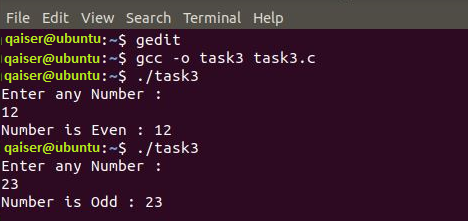 File Edit View Search Terminal Help
qaiser@ubuntu:~$ gedit
qaiser@ubuntu:~$ gcc -o task3 task3.c
qaiser@ubuntu:~$ ./task3
Enter any Number :
12
Number is Even : 12
qaiser@ubuntu:~$ ./task3
Enter any Number :
23
Number is Odd : 23